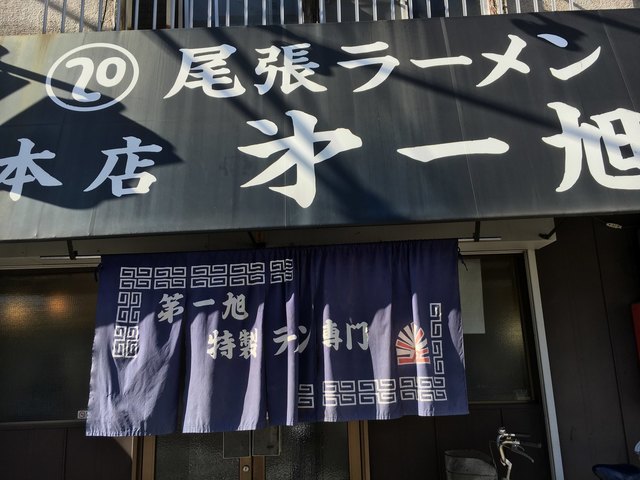 ⑳ 尾張ラーメン
本店 㐧一旭
第一旭
特製 ラン専門